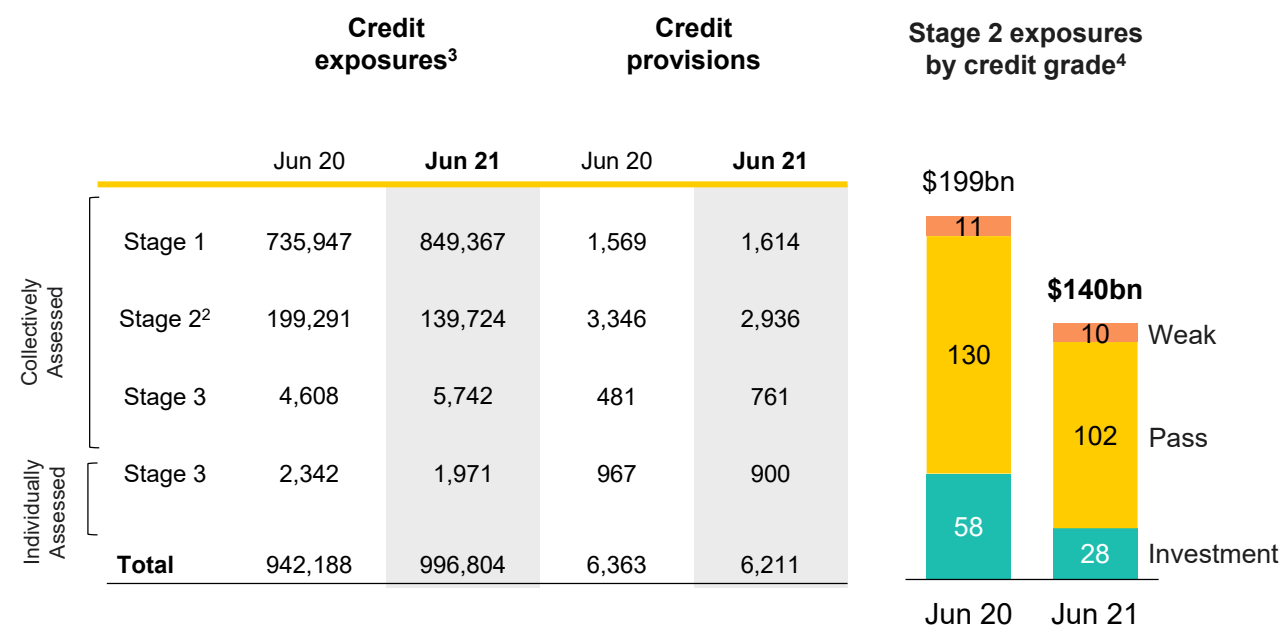 Credit
exposures³
Credit
provisions
Jun 20 Jun 21 Jun 20 Jun 21
Collectively
Assessed
Stage 1 735,947 849,367 1,569 1,614
Stage 2² 199,291 139,724 3,346 2,936
Stage 3 4,608 5,742 481 761
Individually
Assessed
Stage 3 2,342 1,971 967 900
Total 942,188 996,804 6,363 6,211
Stage 2 exposures
by credit grade⁴
$199bn
11
130
58
$140bn
10 Weak
102 Pass
28 Investment
Jun 20 Jun 21